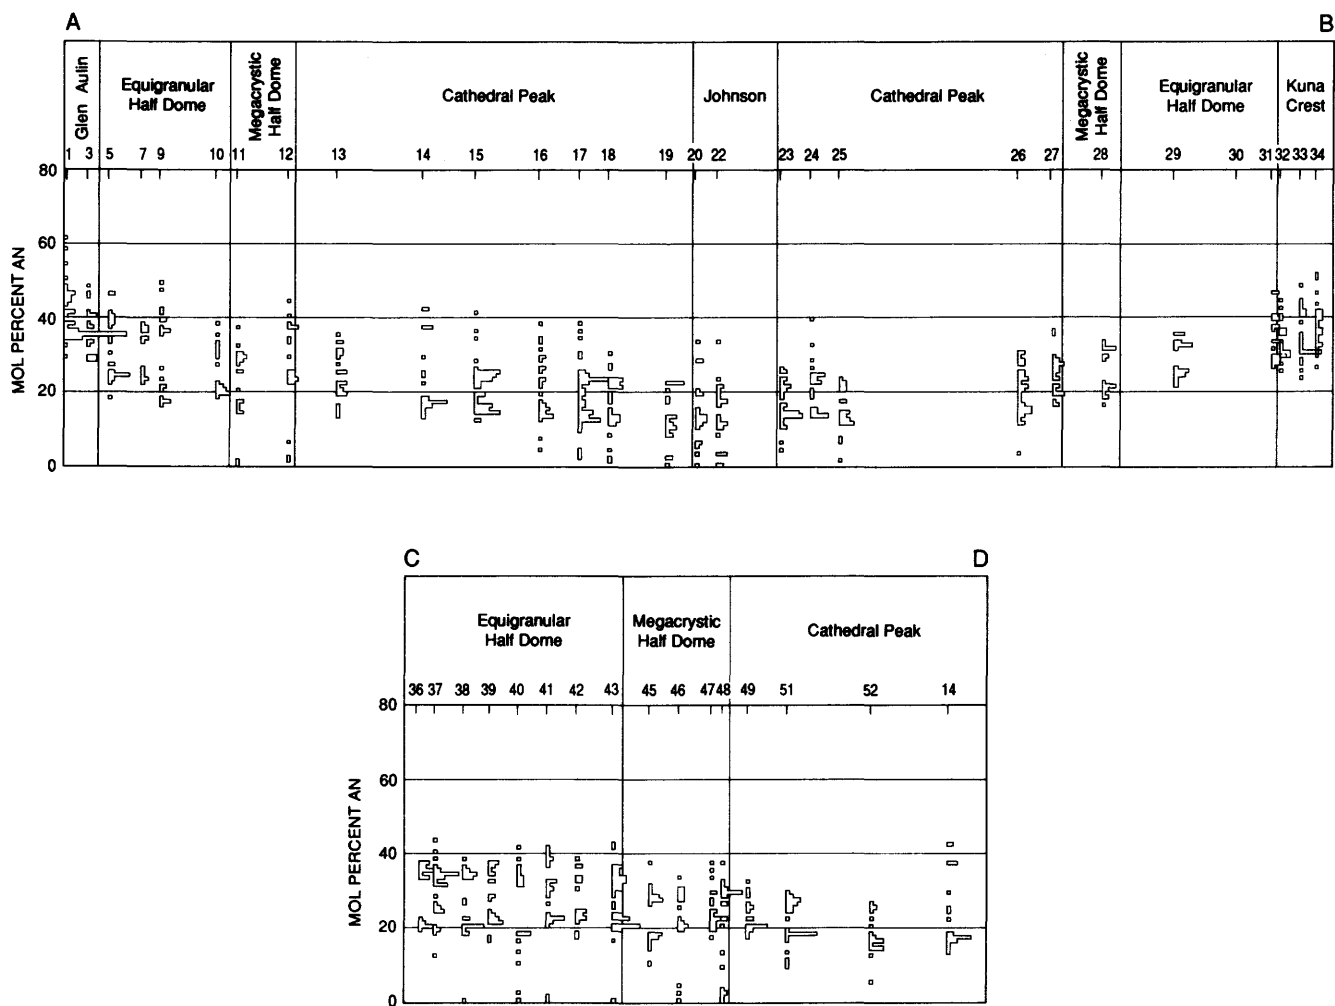 A B
Glen Aulin
Equigranular
Half Dome
Megacrystic
Half Dome
Cathedral Peak
Johnson
Cathedral Peak
Megacrystic
Half Dome
Equigranular
Half Dome
Kuna
Crest
1 3 5 7 9 10 11 12 13 14 15 16 17 18 19 20 22 23 24 25 26 27 28 29 30 31 32 33 34
80
60
40
20
0
MOL PERCENT AN
C D
Equigranular
Half Dome
Megacrystic
Half Dome
Cathedral Peak
36 37 38 39 40 41 42 43 45 46 47 48 49 51 52 14
80
60
40
20
0
MOL PERCENT AN